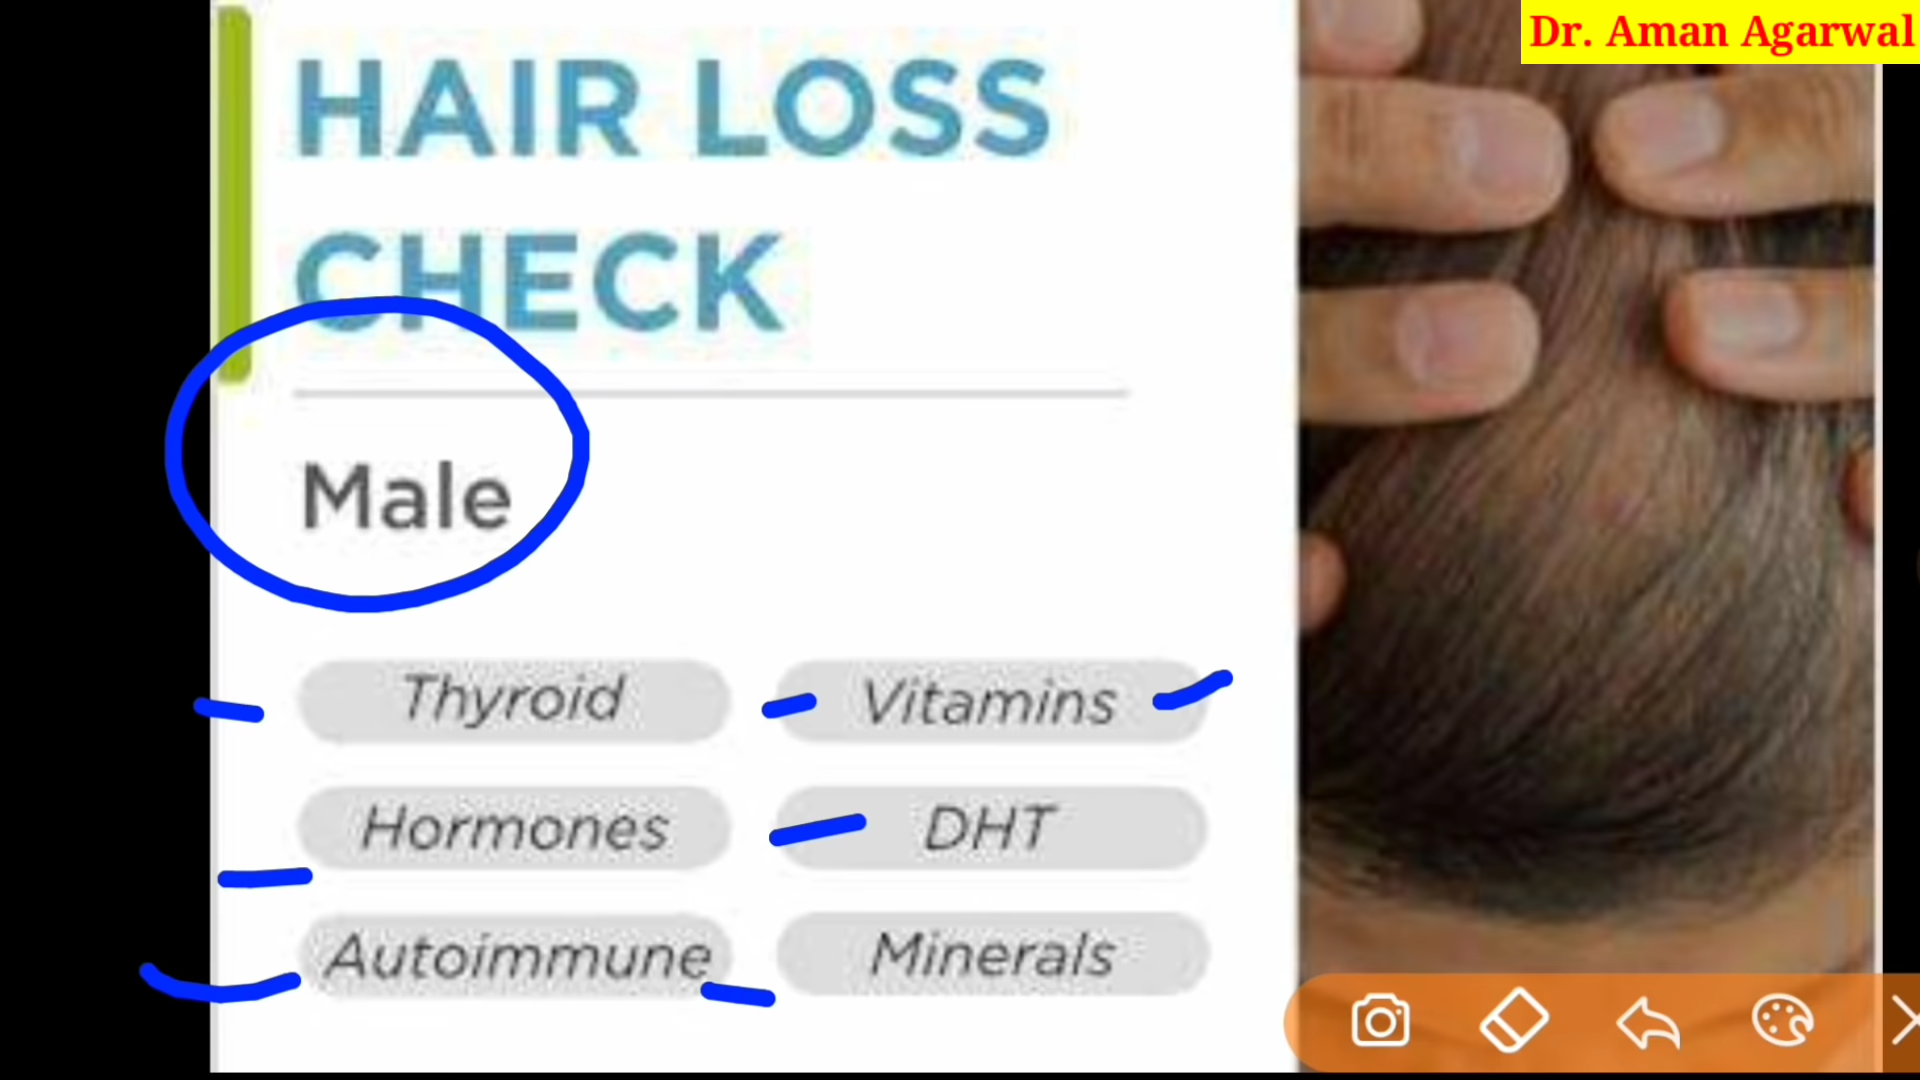 Dr. Aman Agarwal
HAIR LOSS
CHECK
Male
Thyroid
Vitamins
Hormones
DHT
Autoimmune
Minerals